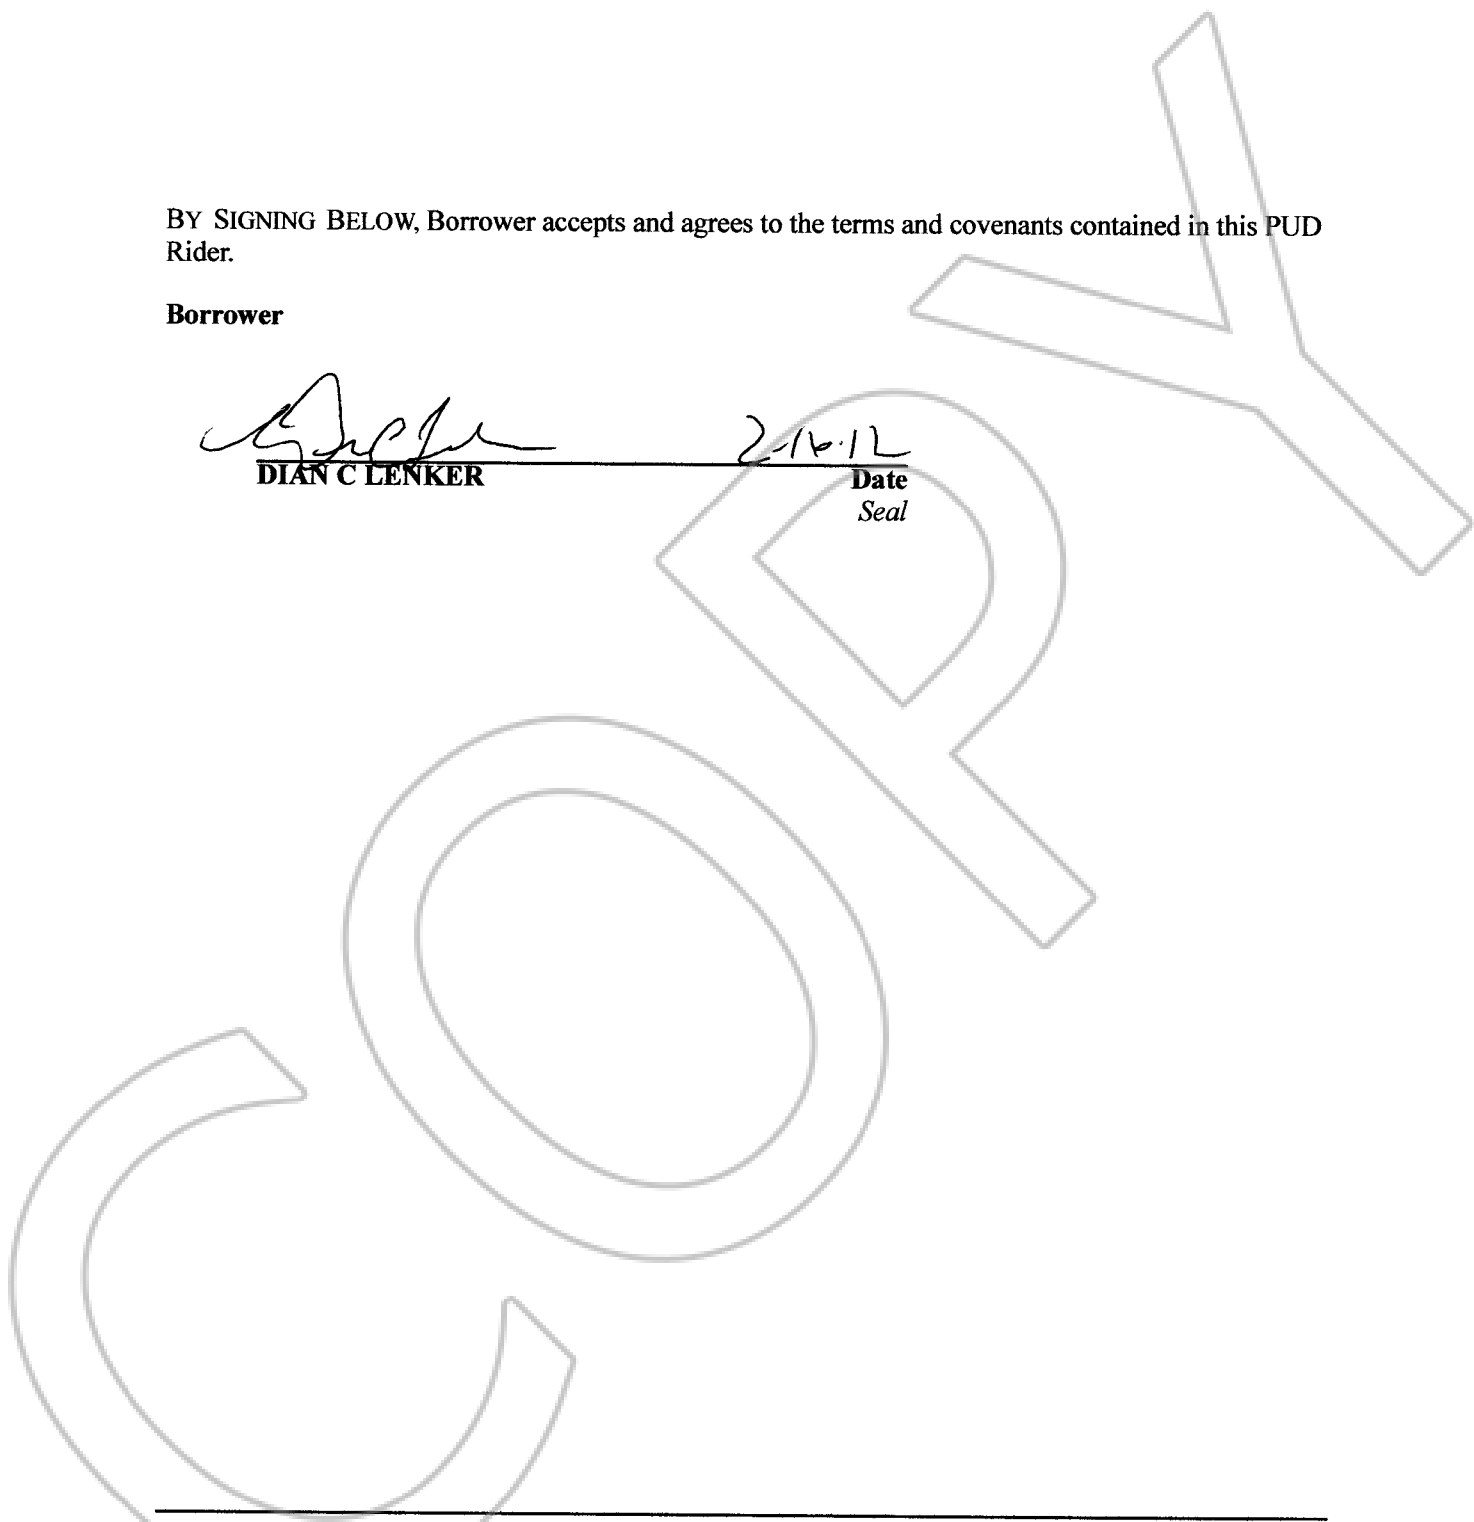 BY SIGNING BELOW, Borrower accepts and agrees to the terms and covenants contained in this PUD
Rider.
Borrower
2-16-12
DIAN C LENKER Date
Seal
COPY